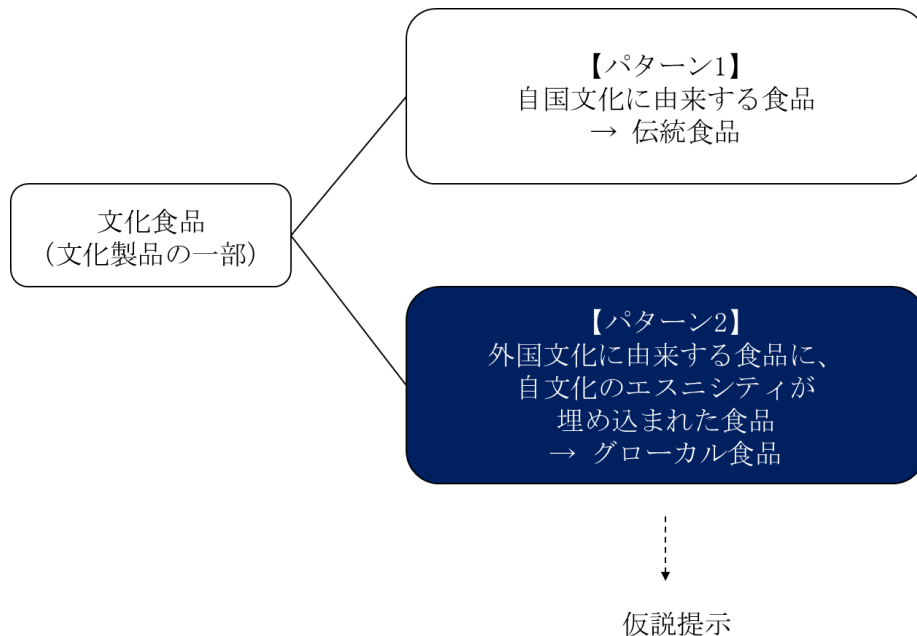 【パターン1】
自国文化に由来する食品
→ 伝統食品
文化食品
（文化製品の一部）
【パターン2】
外国文化に由来する食品に、
自文化のエスニシティが
埋め込まれた食品
→ グローカル食品
仮説提示